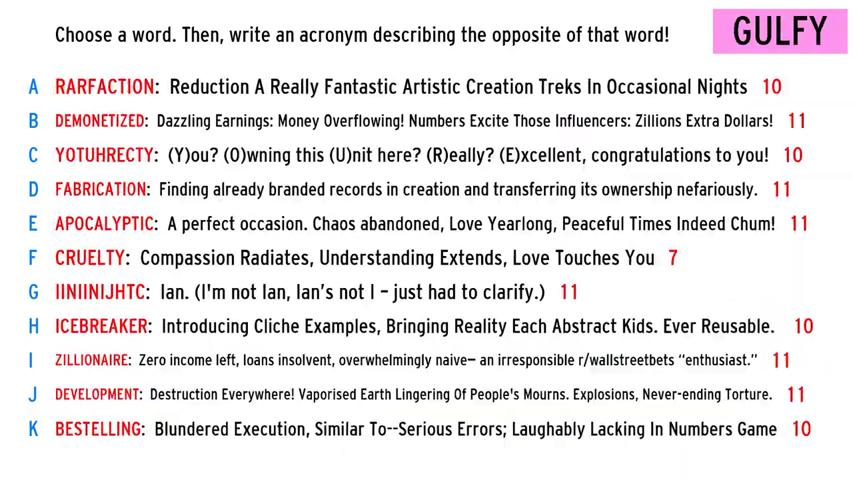 Choose a word. Then, write an acronym describing the opposite of that word!
GULFY
A RARFACTION: Reduction A Really Fantastic Artistic Creation Treks In Occasional Nights 10
B DEMONETIZED: Dazzling Earnings: Money Overflowing! Numbers Excite Those Influencers: Zillions Extra Dollars! 11
C YOTUHRECTY: (Y)ou? (O)wning this (U)nit here? (R)eally? (E)xcellent, congratulations to you! 10
D FABRICATION: Finding already branded records in creation and transferring its ownership nefariously. 11
E APOCALYPTIC: A perfect occasion. Chaos abandoned, Love Yearlong, Peaceful Times Indeed Chum! 11
F CRUELTY: Compassion Radiates, Understanding Extends, Love Touches You 7
G IINIINIJHTC: Ian. (I'm not Ian, Ian's not I – just had to clarify.) 11
H ICEBREAKER: Introducing Cliche Examples, Bringing Reality Each Abstract Kids. Ever Reusable. 10
I ZILLIONAIRE: Zero income left, loans insolvent, overwhelmingly naive— an irresponsible r/wallstreetbets “enthusiast.” 11
J DEVELOPMENT: Destruction Everywhere! Vaporised Earth Lingering Of People's Mourns. Explosions, Never-ending Torture. 11
K BESTELLING: Blundered Execution, Similar To--Serious Errors; Laughably Lacking In Numbers Game 10